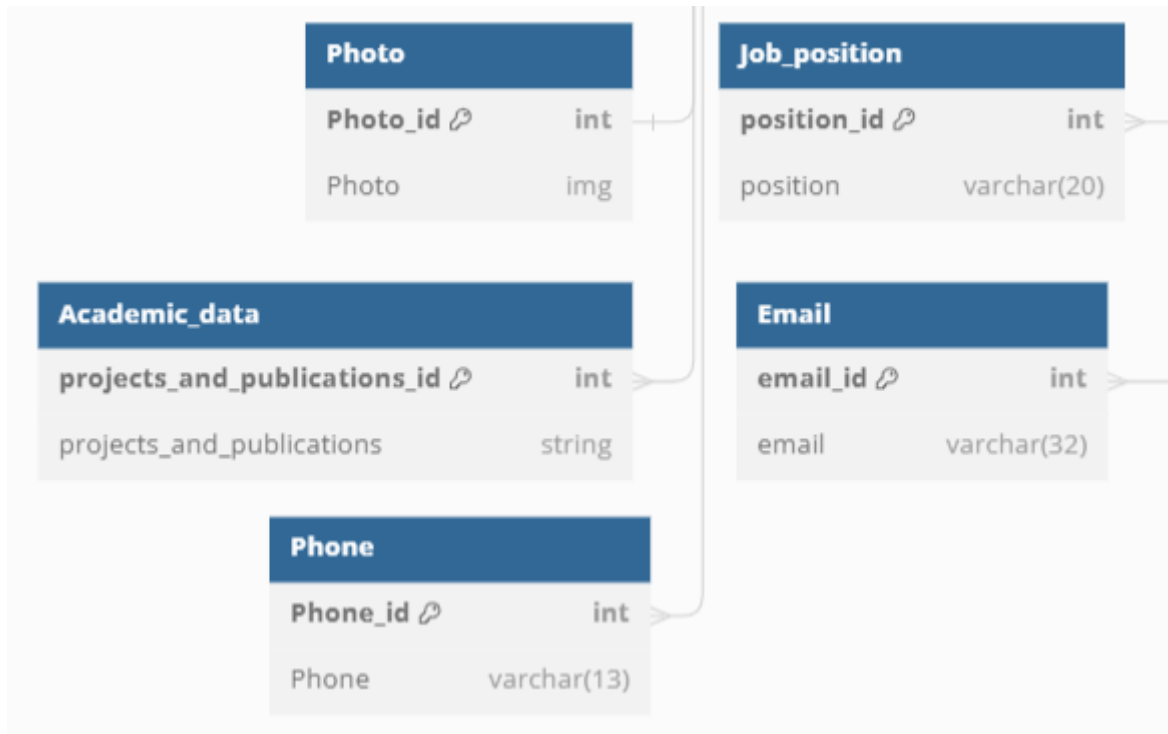 Photo
Photo_id int
Photo img
Job_position
position_id int
position varchar(20)
Academic_data
projects_and_publications_id int
projects_and_publications string
Email
email_id int
email varchar(32)
Phone
Phone_id int
Phone varchar(13)